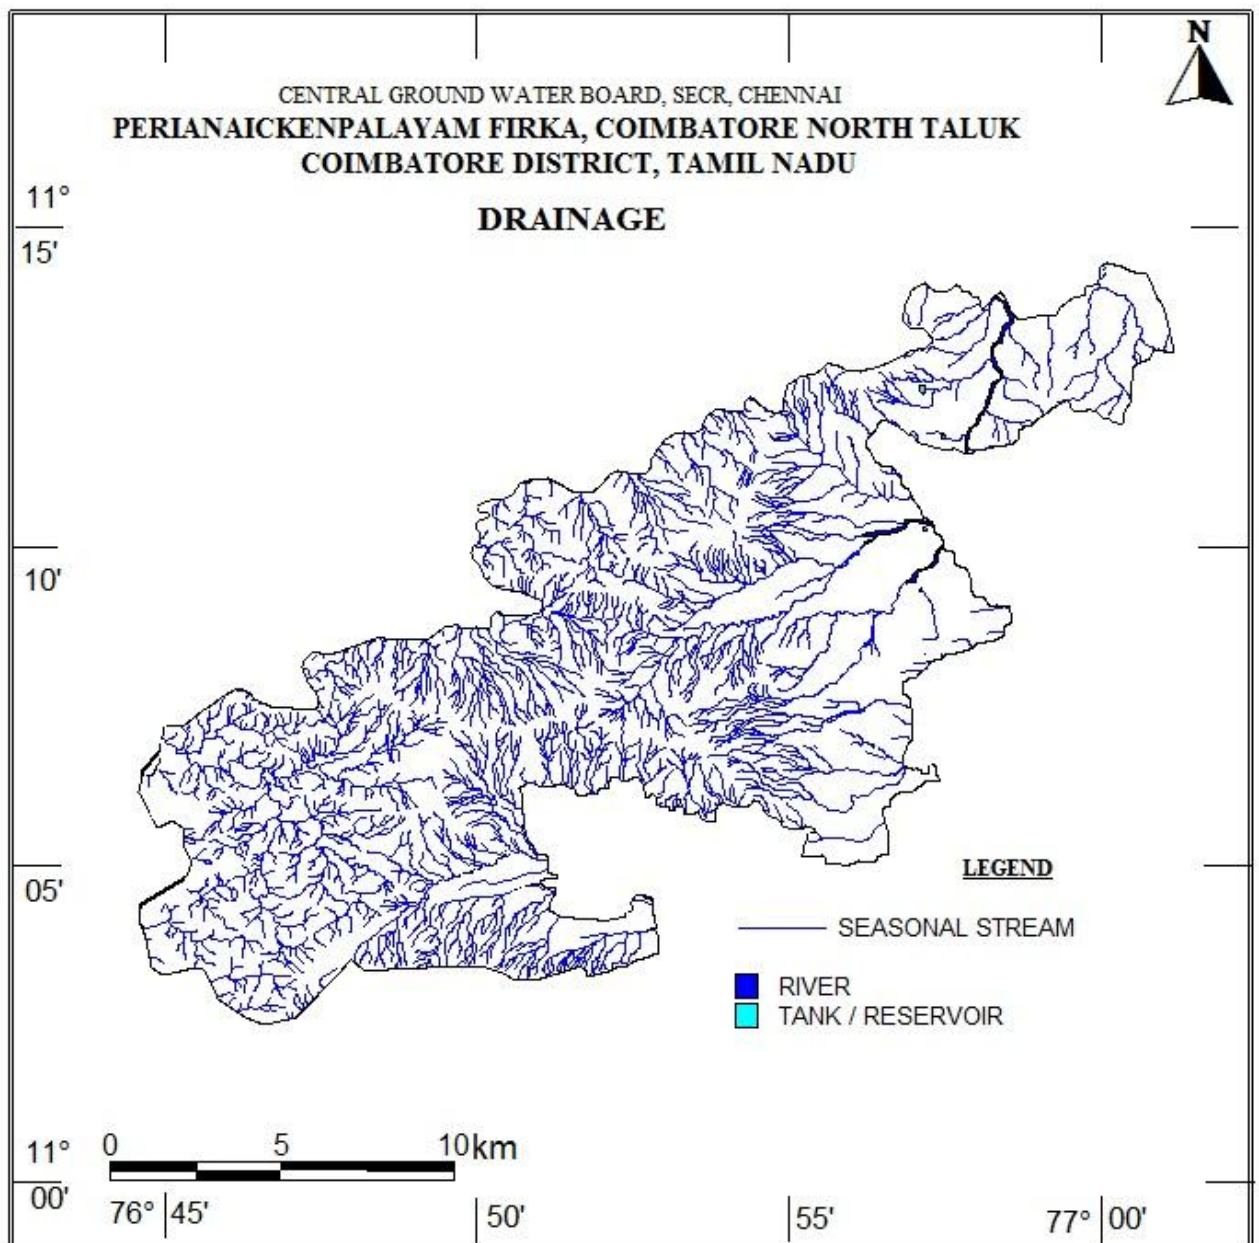 N
CENTRAL GROUND WATER BOARD, SECR, CHENNAI
PERIANAICKENPALAYAM FIRKA, COIMBATORE NORTH TALUK
COIMBATORE DISTRICT, TAMIL NADU
DRAINAGE
11°
15'
10'
05'
LEGEND
SEASONAL STREAM
RIVER
TANK / RESERVOIR
0 5 10km
11°
00'
76° 45' 50' 55' 77° 00'